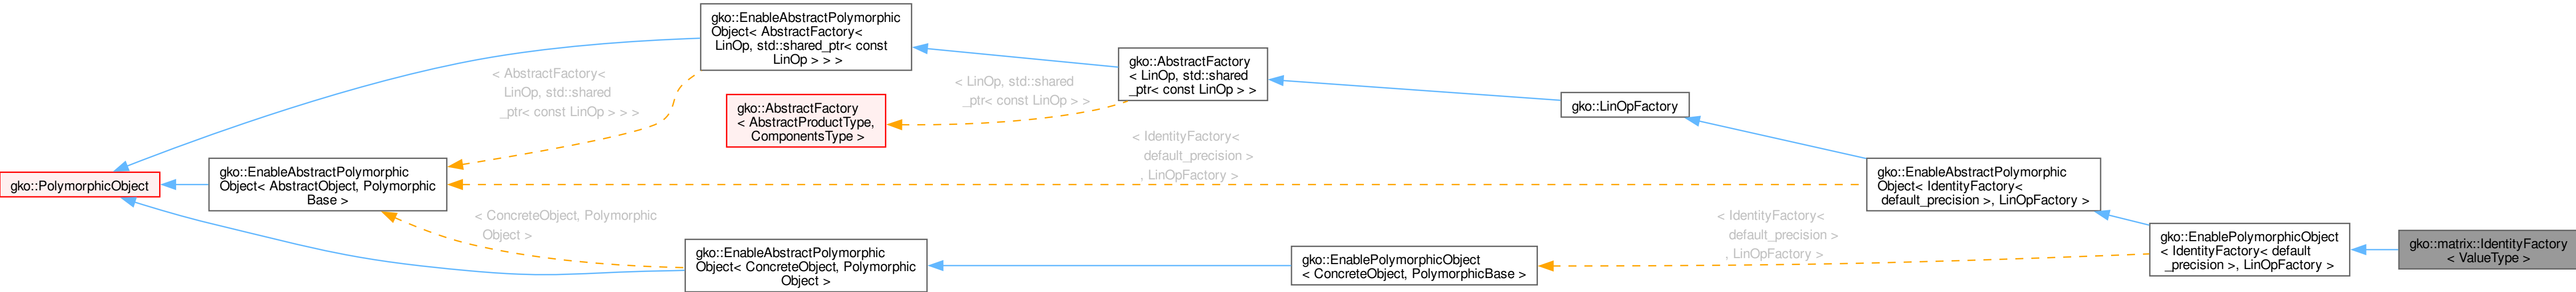 gko::EnableAbstractPolymorphic
Object< AbstractFactory<
LinOp, std::shared_ptr< const
LinOp > > >
< AbstractFactory<
LinOp, std::shared
_ptr< const LinOp > > >
gko::AbstractFactory
< AbstractProductType,
ComponentsType >
< LinOp, std::shared
_ptr< const LinOp > >
gko::AbstractFactory
< LinOp, std::shared
_ptr< const LinOp > >
gko::LinOpFactory
gko::PolymorphicObject
gko::EnableAbstractPolymorphic
Object< AbstractObject, Polymorphic
Base >
< IdentityFactory<
default_precision >
, LinOpFactory >
gko::EnableAbstractPolymorphic
Object< IdentityFactory<
default_precision >, LinOpFactory >
< ConcreteObject, Polymorphic
Object >
gko::EnableAbstractPolymorphic
Object< ConcreteObject, Polymorphic
Object >
gko::EnablePolymorphicObject
< ConcreteObject, PolymorphicBase >
< IdentityFactory<
default_precision >
, LinOpFactory >
gko::EnablePolymorphicObject
< IdentityFactory< default
_precision >, LinOpFactory >
gko::matrix::IdentityFactory
< ValueType >